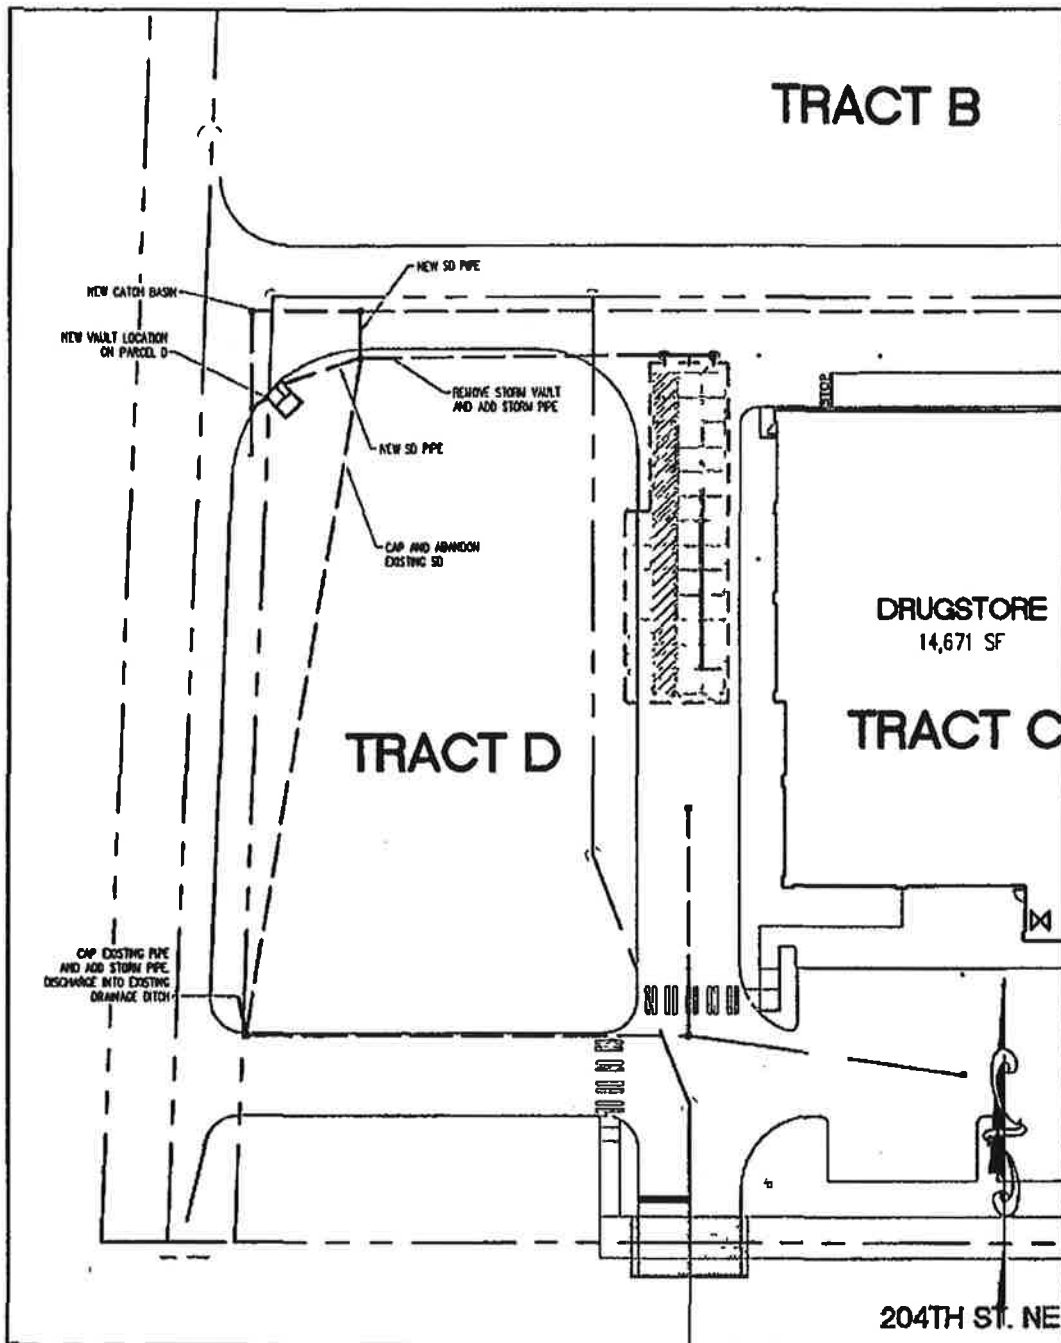 TRACT B
NEW SD PIPE
NEW CATCH BASIN
NEW VAULT LOCATION
ON PARCEL D
REMOVE STORM VAULT
AND ADD STORM PIPE
STOP
NEW SD PIPE
CAP AND ABANDON
EXISTING SD
DRUGSTORE
14,671 SF
TRACT D
TRACT C
CAP EXISTING PIPE
AND ADD STORM PIPE.
DISCHARGE INTO EXISTING
DRAINAGE DITCH
204TH ST. NE